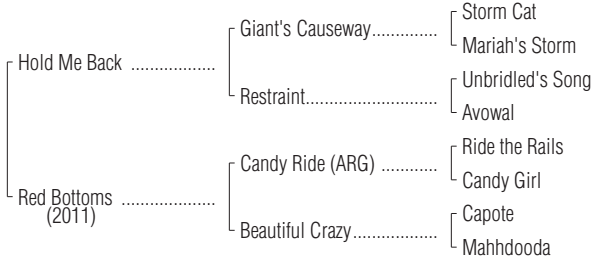 Storm Cat
Giant's Causeway..............
Mariah's Storm
Hold Me Back ...................
Unbridled's Song
Restraint.............................
Avowal
Ride the Rails
Candy Ride (ARG) ............
Candy Girl
Red Bottoms .....................
(2011)
Capote
Beautiful Crazy..................
Mahhdooda